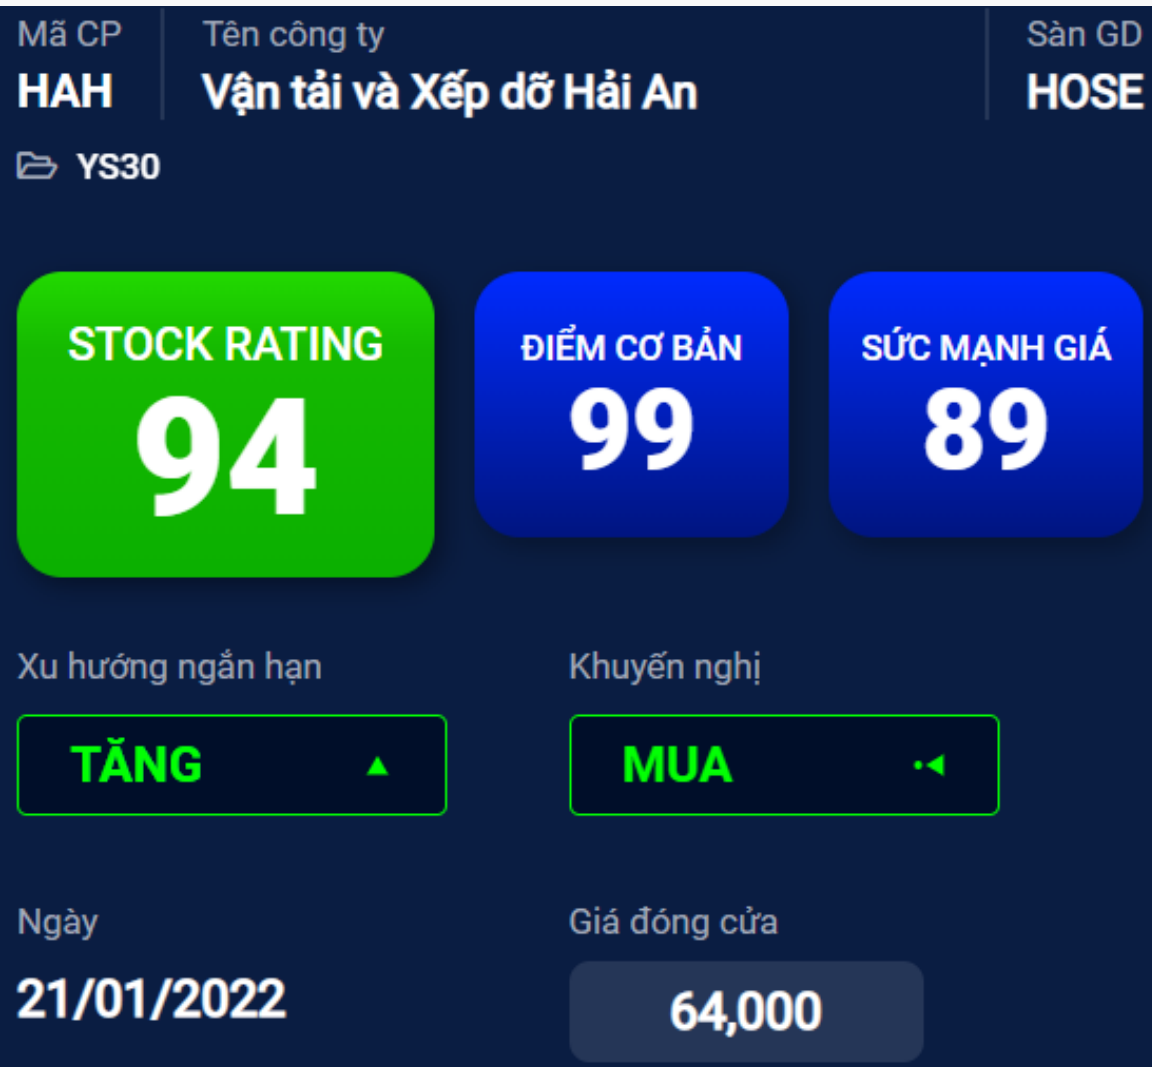 Mã CP Tên công ty Sàn GD
HAH Vận tải và Xếp dỡ Hải An HOSE
YS30
STOCK RATING ĐIỂM CƠ BẢN SỨC MẠNH GIÁ
94 99 89
Xu hướng ngắn hạn Khuyến nghị
TĂNG MUA
Ngày Giá đóng cửa
21/01/2022 64,000